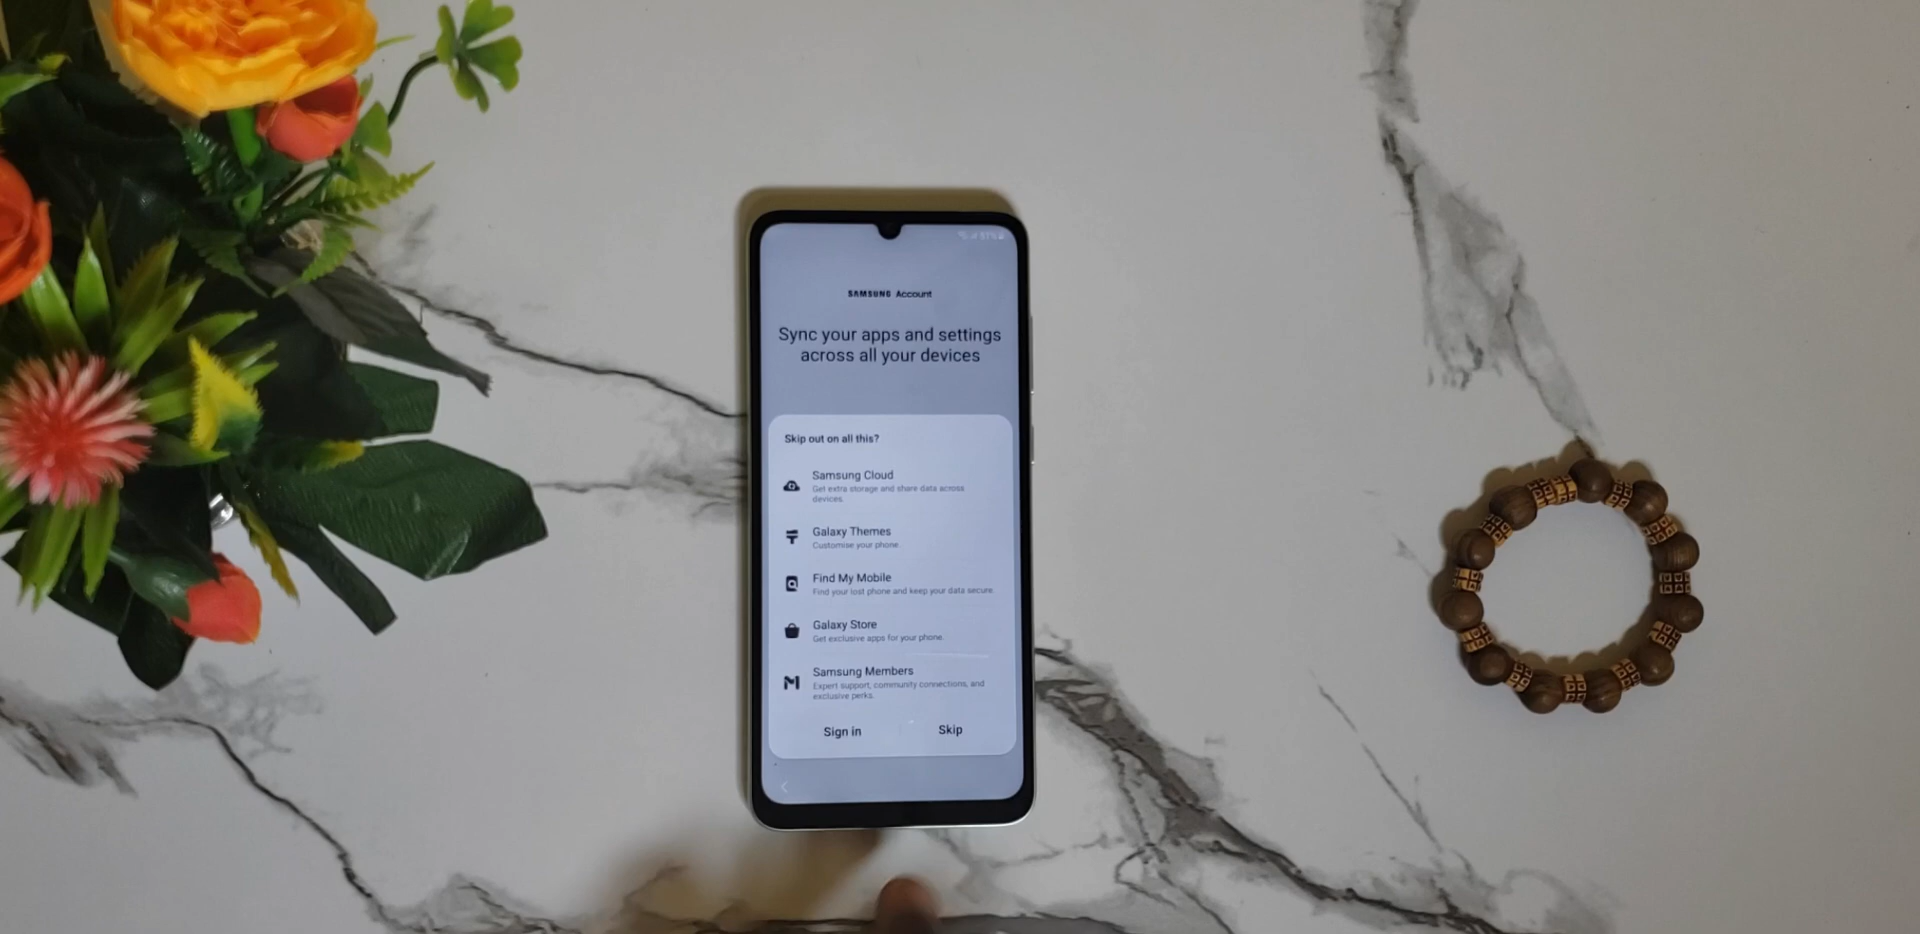 SAMSUNG Account
Sync your apps and settings
across all your devices
Skip out on all this?
Samsung Cloud
Get extra storage and share data across
devices.
Galaxy Themes
Customise your phone.
Find My Mobile
Find your lost phone and keep your data secure.
Galaxy Store
Get exclusive apps for your phone.
Samsung Members
Expert support, community connections, and
exclusive perks.
Sign in
Skip